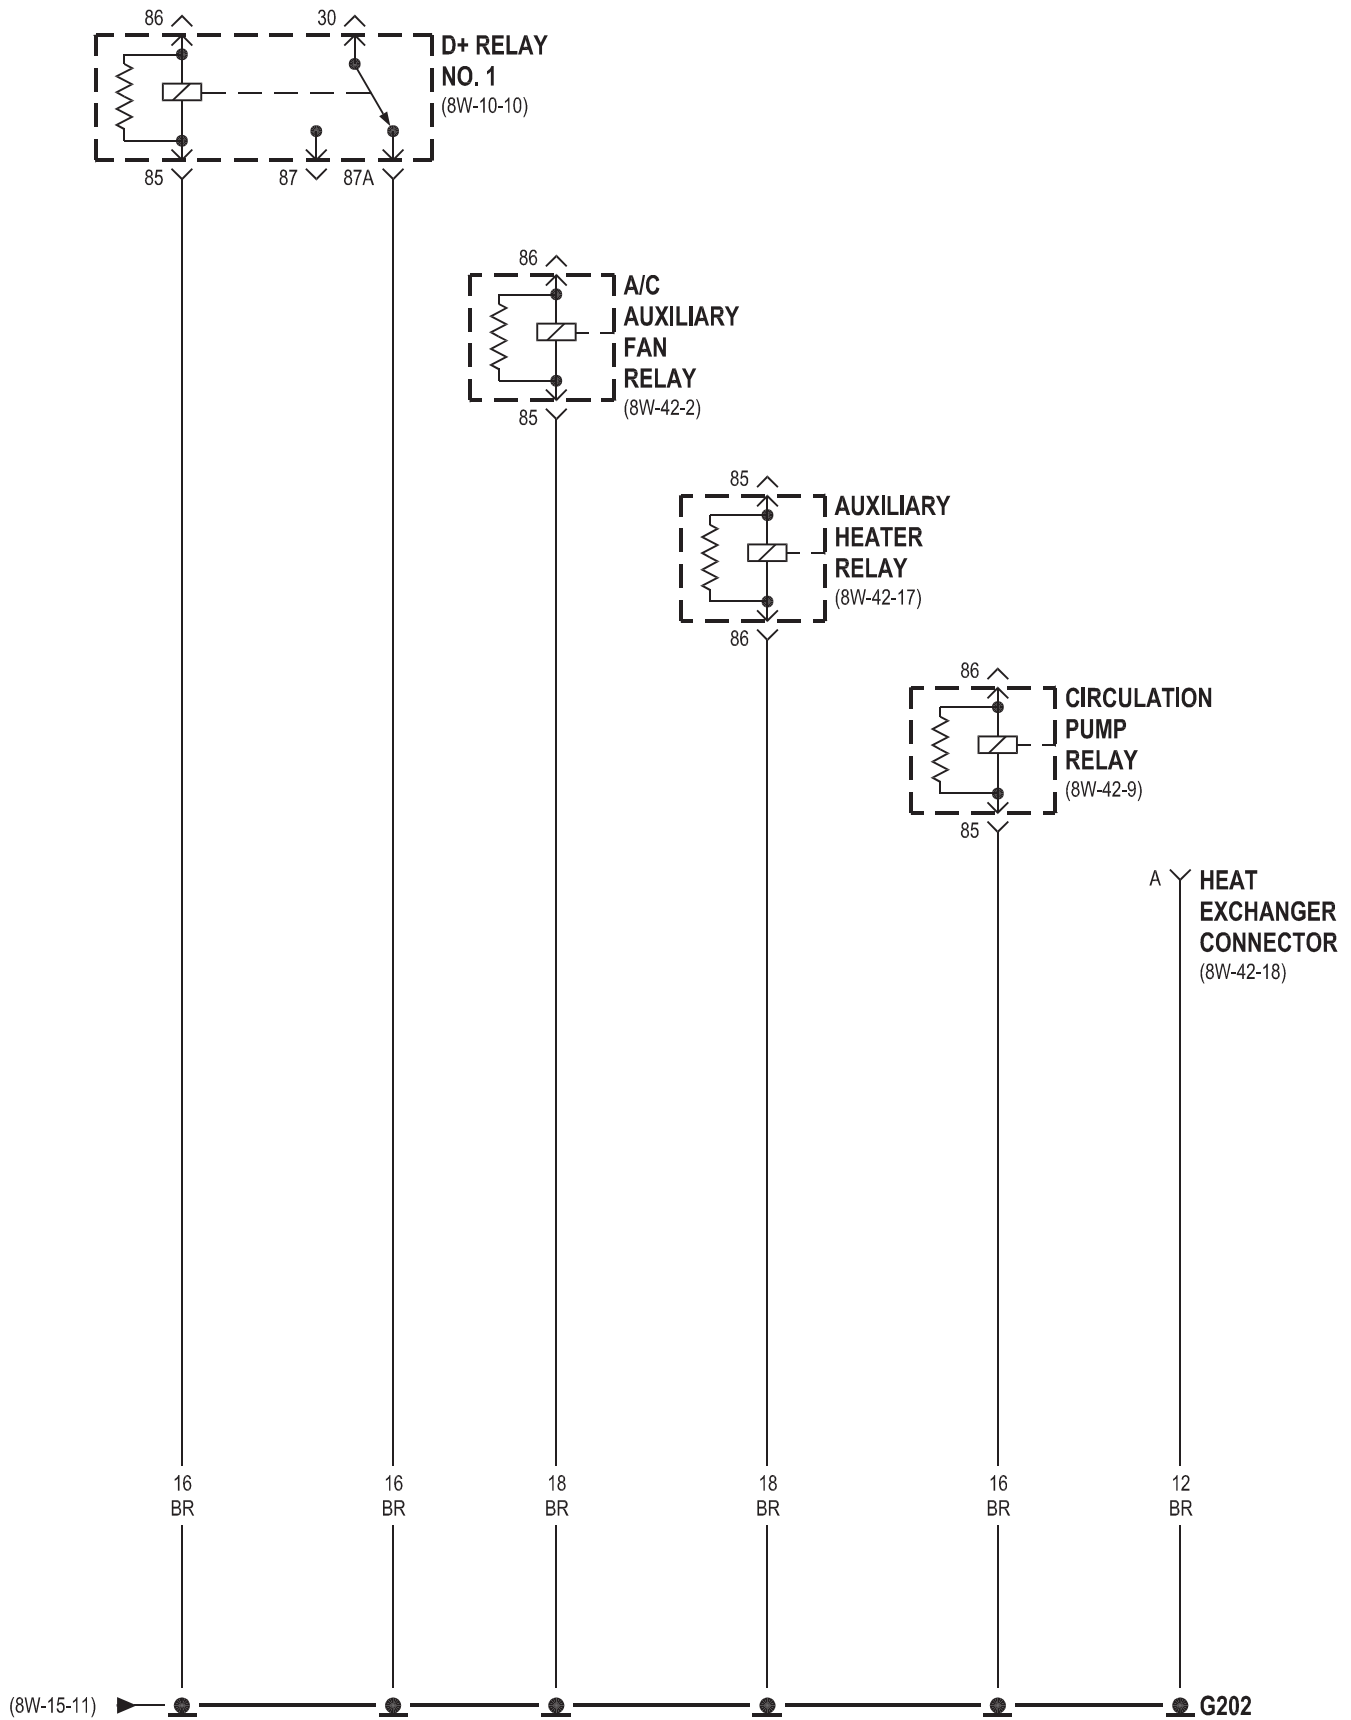 86
30
D+ RELAY
NO. 1
(8W-10-10)
85
87
87A
86
A/C
AUXILIARY
FAN
RELAY
(8W-42-2)
85
85
AUXILIARY
HEATER
RELAY
(8W-42-17)
86
86
CIRCULATION
PUMP
RELAY
(8W-42-9)
85
A
HEAT
EXCHANGER
CONNECTOR
(8W-42-18)
16
BR
16
BR
18
BR
18
BR
16
BR
12
BR
(8W-15-11)
G202